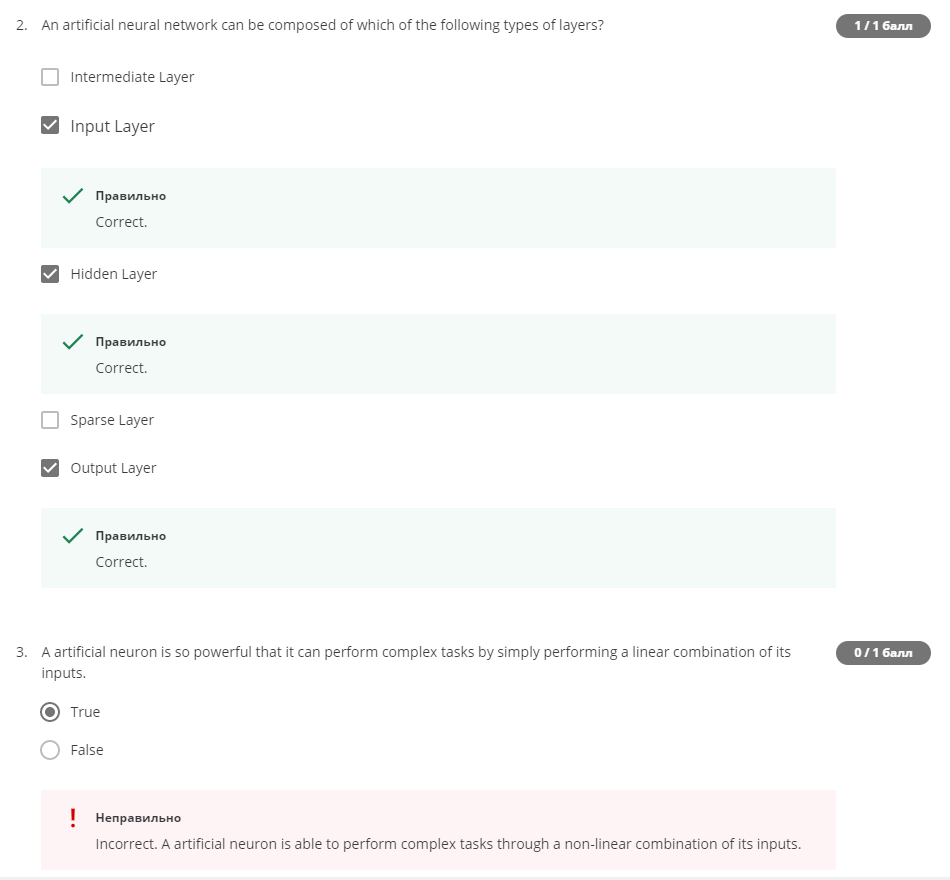 2. An artificial neural network can be composed of which of the following types of layers?
1 / 1 балл
Intermediate Layer
Input Layer
Правильно
Correct.
Hidden Layer
Правильно
Correct.
Sparse Layer
Output Layer
Правильно
Correct.
3. A artificial neuron is so powerful that it can perform complex tasks by simply performing a linear combination of its
inputs.
0 / 1 балл
True
False
Неправильно
Incorrect. A artificial neuron is able to perform complex tasks through a non-linear combination of its inputs.